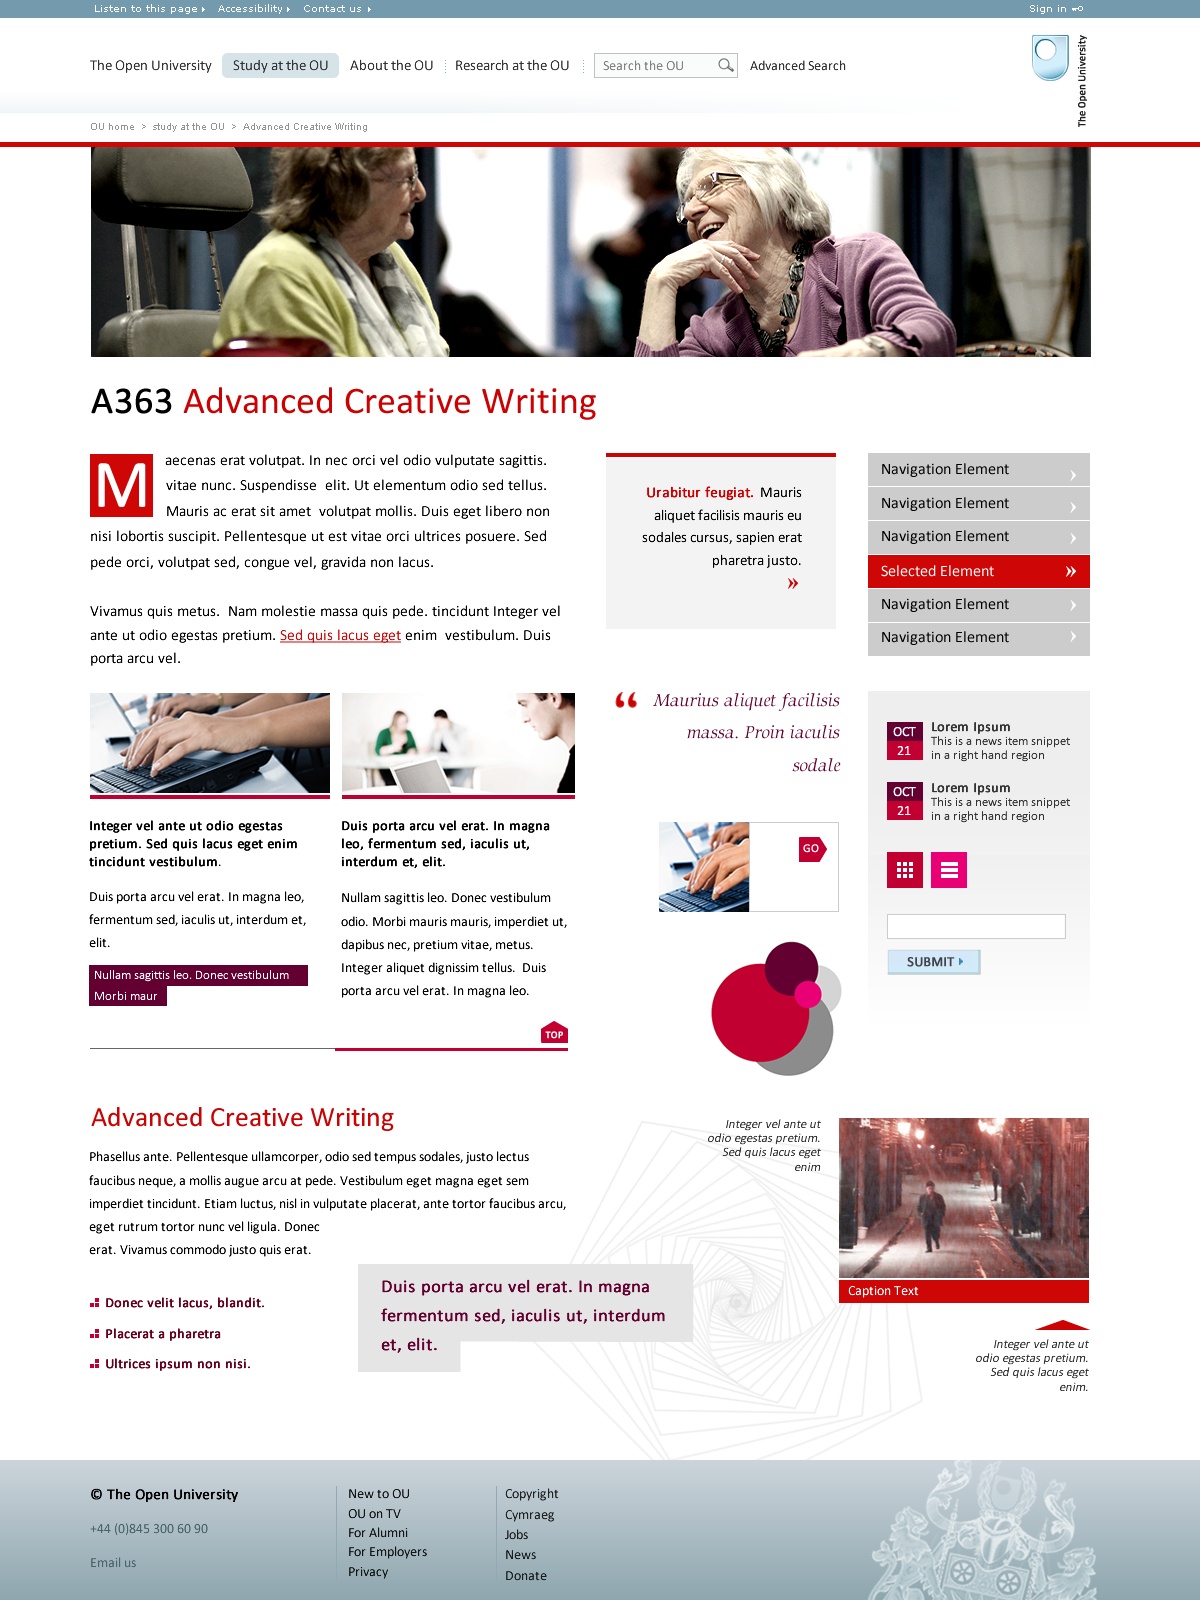 Listen to this page Accessibility Contact us Sign in
The Open University Study at the OU About the OU Research at the OU Search the OU Advanced Search
The Open University
OU home > study at the OU > Advanced Creative Writing
A363 Advanced Creative Writing
Maecenas erat volutpat. In nec orci vel odio vulputate sagittis.
vitae nunc. Suspendisse elit. Ut elementum odio sed tellus.
Mauris ac erat sit amet volutpat mollis. Duis eget libero non
nisi lobortis suscipit. Pellentesque ut est vitae orci ultrices posuere. Sed
pede orci, volutpat sed, congue vel, gravida non lacus.
Vivamus quis metus. Nam molestie massa quis pede. tincidunt Integer vel
ante ut odio egestas pretium. Sed quis lacus eget enim vestibulum. Duis
porta arcu vel.
Urabitur feugiat. Mauris
aliquet facilisis mauris eu
sodales cursus, sapien erat
pharetra justo.
»
Navigation Element
Navigation Element
Navigation Element
Selected Element »
Navigation Element
Navigation Element
Integer vel ante ut odio egestas
pretium. Sed quis lacus eget enim
tincidunt vestibulum.
Duis porta arcu vel erat. In magna leo,
fermentum sed, iaculis ut, interdum et,
elit.
Nullam sagittis leo. Donec vestibulum
Morbi maur
Duis porta arcu vel erat. In magna
leo, fermentum sed, iaculis ut,
interdum et, elit.
Nullam sagittis leo. Donec vestibulum
odio. Morbi mauris mauris, imperdiet ut,
dapibus nec, pretium vitae, metus.
Integer aliquet dignissim tellus. Duis
porta arcu vel erat. In magna leo.
TOP
“ Maurius aliquet facilisis
massa. Proin iaculis
sodale
GO
OCT
21
Lorem Ipsum
This is a news item snippet
in a right hand region
OCT
21
Lorem Ipsum
This is a news item snippet
in a right hand region
SUBMIT
Advanced Creative Writing
Phasellus ante. Pellentesque ullamcorper, odio sed tempus sodales, justo lectus
faucibus neque, a mollis augue arcu at pede. Vestibulum eget magna eget sem
imperdiet tincidunt. Etiam luctus, nisl in vulputate placerat, ante tortor faucibus arcu,
eget rutrum tortor nunc vel ligula. Donec
erat. Vivamus commodo justo quis erat.
Donec velit lacus, blandit.
Placerat a pharetra
Ultrices ipsum non nisi.
Duis porta arcu vel erat. In magna
fermentum sed, iaculis ut, interdum
et, elit.
Integer vel ante ut
odio egestas pretium.
Sed quis lacus eget
enim
Caption Text
Integer vel ante ut
odio egestas pretium.
Sed quis lacus eget
enim.
© The Open University
+44 (0)845 300 60 90
Email us
New to OU
OU on TV
For Alumni
For Employers
Privacy
Copyright
Cymraeg
Jobs
News
Donate